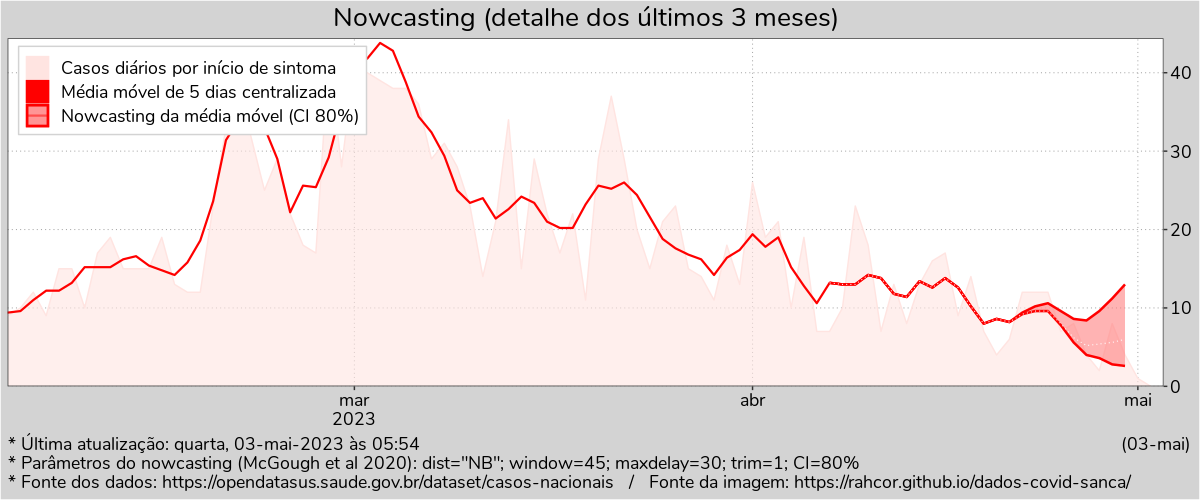 Nowcasting (detalhe dos últimos 3 meses)
Casos diários por início de sintoma
Média móvel de 5 dias centralizada
Nowcasting da média móvel (CI 80%)
40
30
20
10
0
mar
2023
abr
mai
* Última atualização: quarta, 03-mai-2023 às 05:54
(03-mai)
* Parâmetros do nowcasting (McGough et al 2020): dist="NB"; window=45; maxdelay=30; trim=1; CI=80%
* Fonte dos dados: https://opendatasus.saude.gov.br/dataset/casos-nacionais / Fonte da imagem: https://rahcor.github.io/dados-covid-sanca/